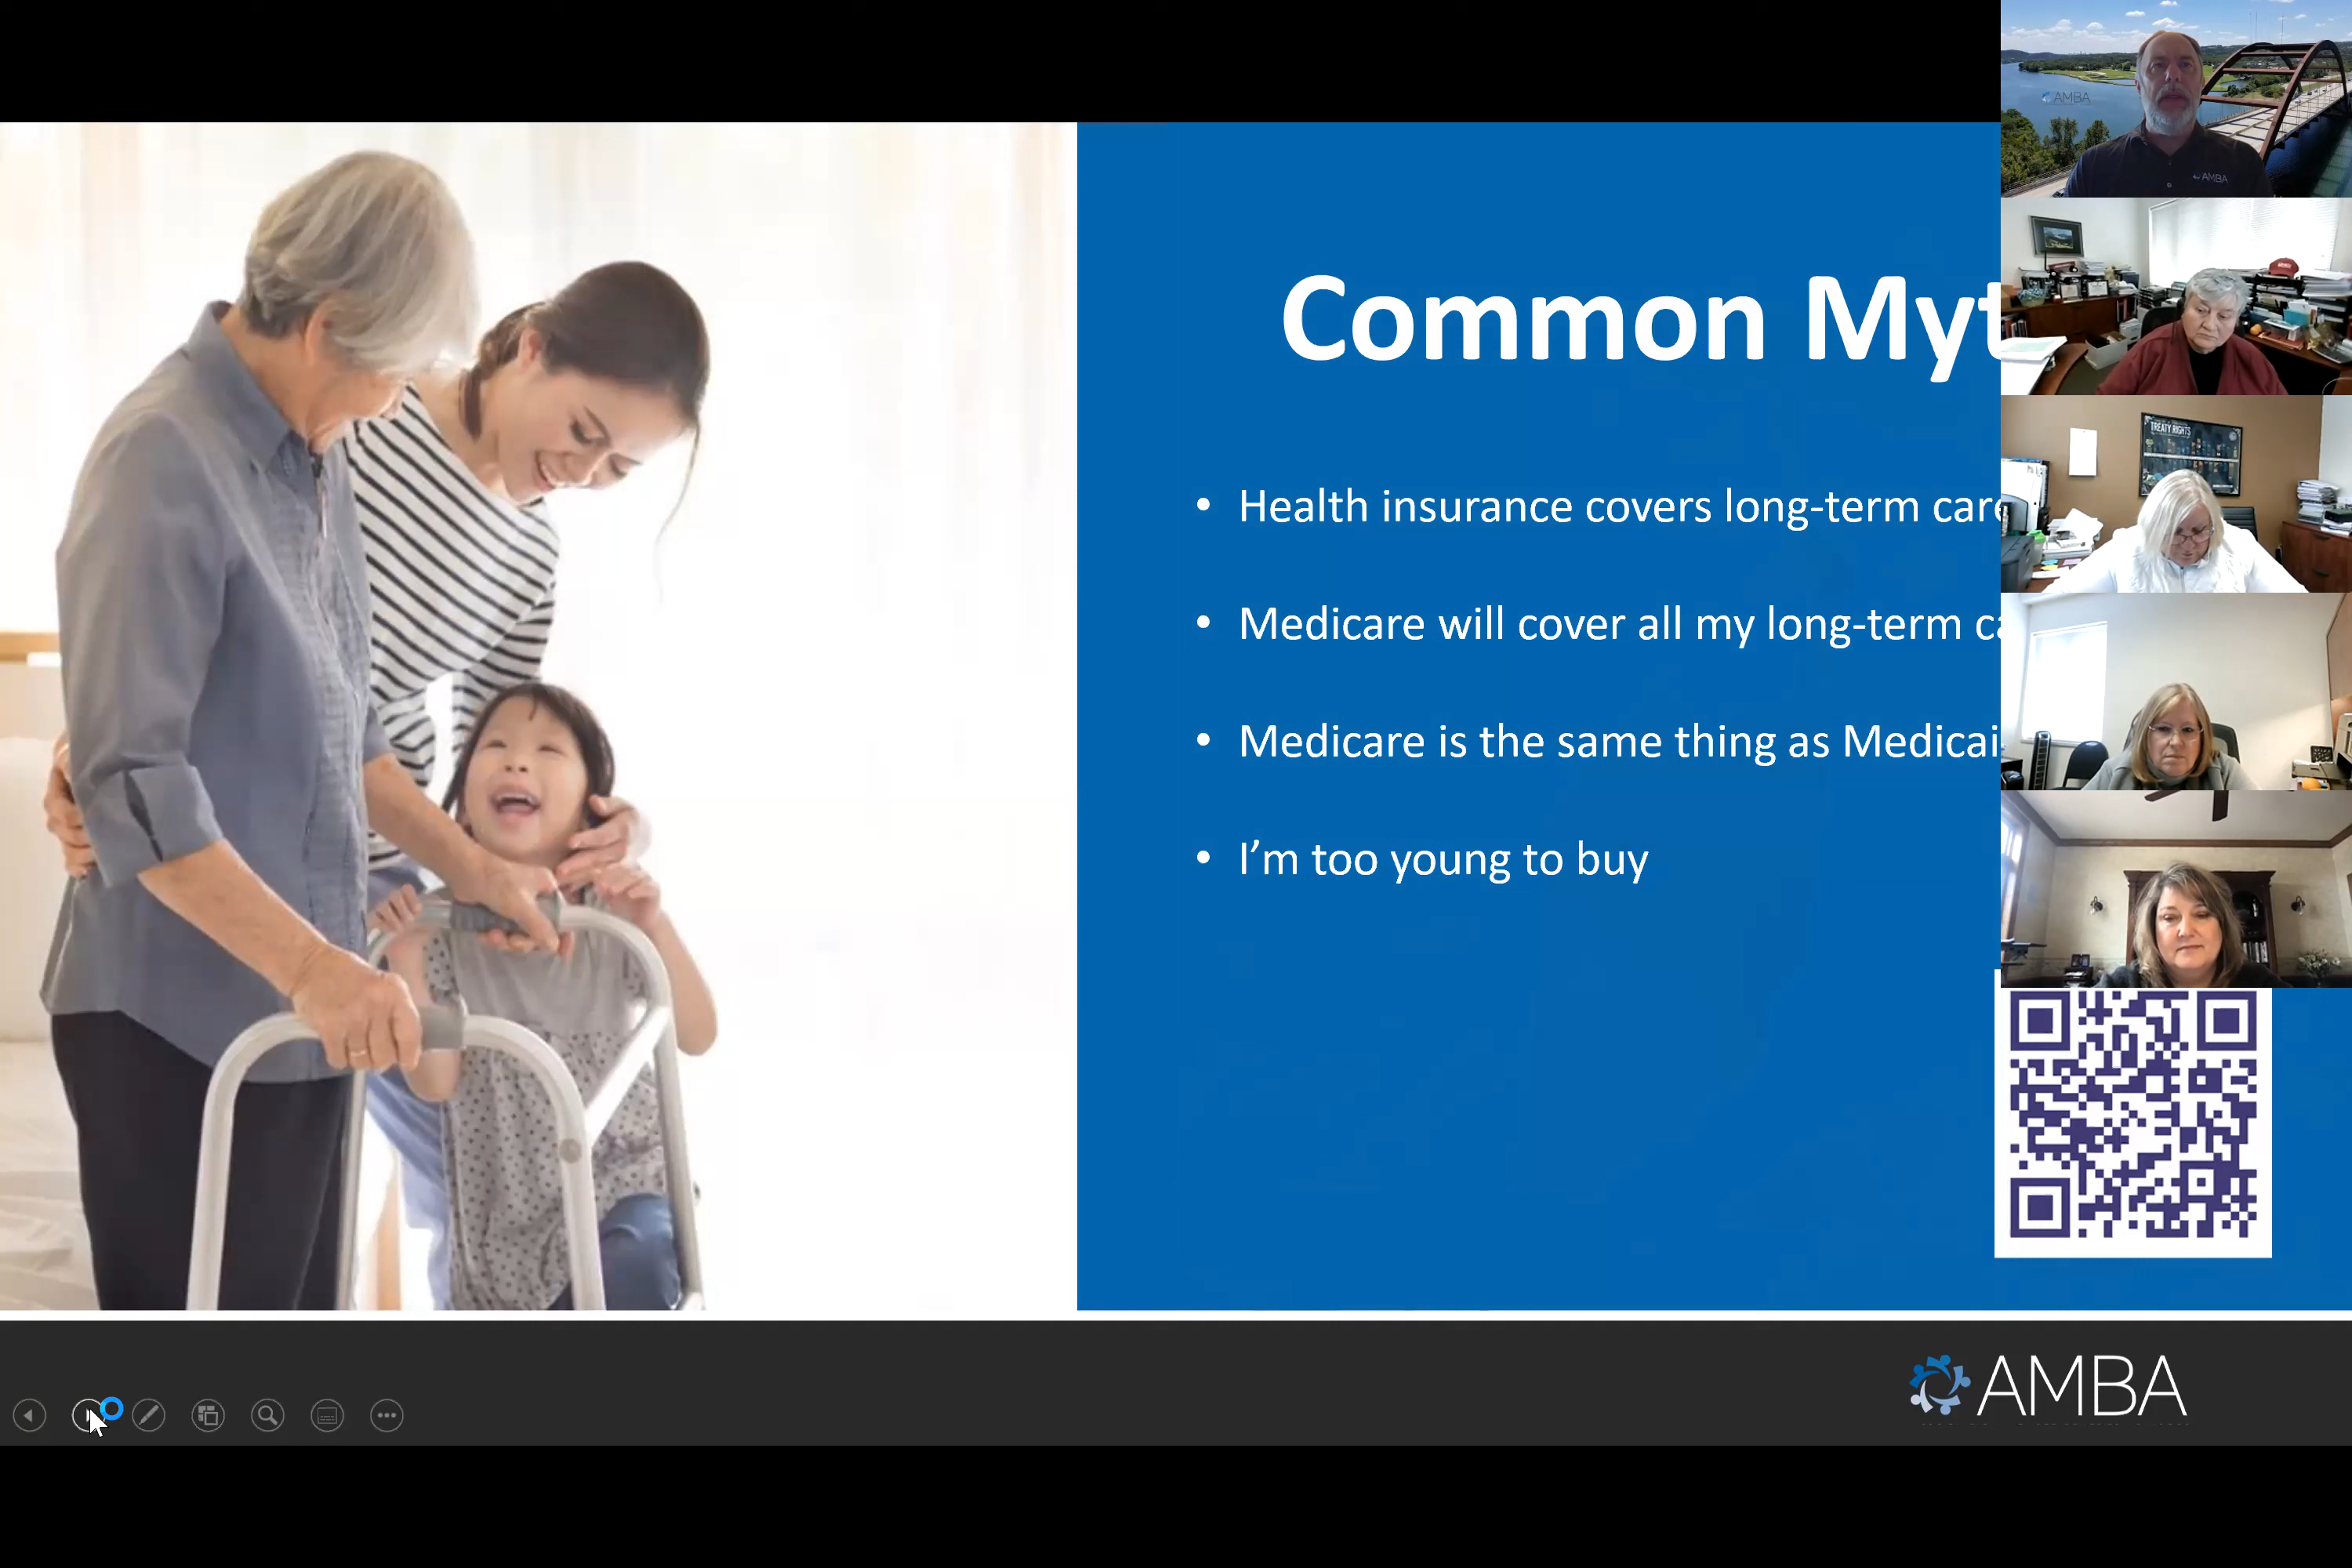 Common Myt
Health insurance covers long-term care
Medicare will cover all my long-term ca
Medicare is the same thing as Medicai
I’m too young to buy
AMBA
AMBA
TREATY RIGHTS
AMBA